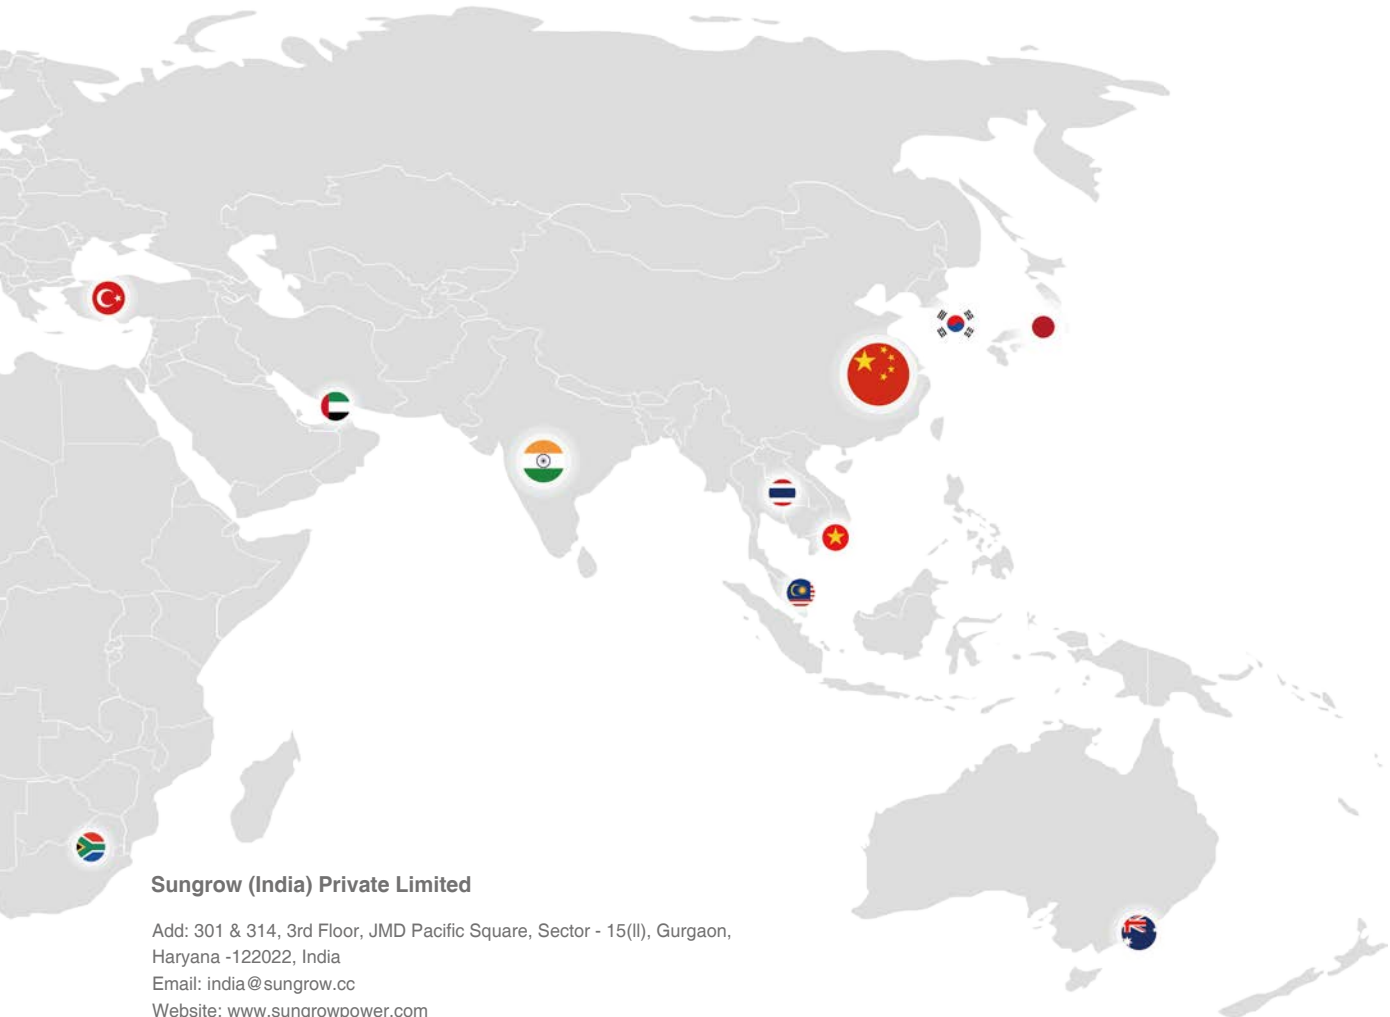 Sungrow (India) Private Limited
Add: 301 & 314, 3rd Floor, JMD Pacific Square, Sector - 15(ll), Gurgaon,
Haryana -122022, India
Email: india@sungrow.cc
Website: www.sungrowpower.com